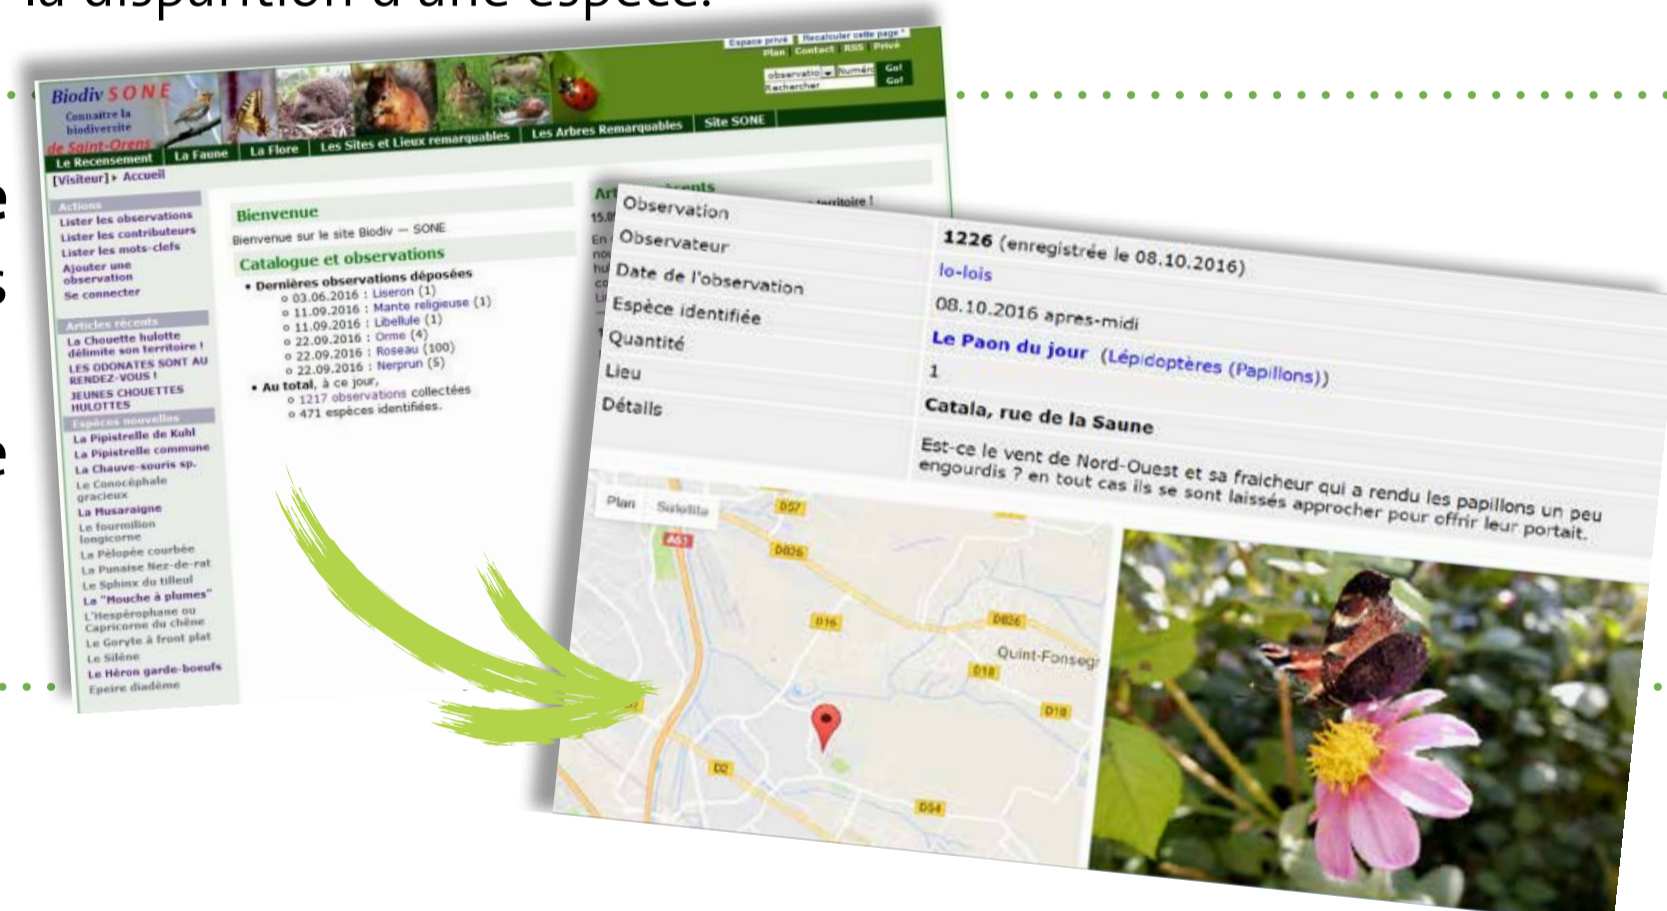 la disparition d'une espèce.
e
s
e
Espace privé
Recalculer cette page *
Plan | Contact | RSS | Privé
observatio
Numéro
Go!
Rechercher
Go!
Biodiv SONE
Connaître la
biodiversité
de Saint-Orens
Le Recensement
La Faune
La Flore
Les Sites et Lieux remarquables
Les Arbres Remarquables
Site SONE
[Visiteur] Accueil
Actions
Lister les observations
Lister les contributeurs
Lister les mots-clefs
Ajouter une
observation
Se connecter
Articles récents
La Chouette hulotte
délimite son territoire !
LES ODONATES SONT AU
RENDEZ-VOUS !
JEUNES CHOUETTES
HULOTTES
Espèces nouvelles
La Pipistrelle de Kuhl
La Pipistrelle commune
La Chauve-souris sp.
Le Conocéphale
gracieux
La Musaraigne
Le fourmilion
longicorne
La Pélopée courbée
La Punaise Nez-de-rat
Le Sphinx du tilleul
La "Mouche à plumes"
L'Hespérophane ou
Capricorne du chêne
Le Goryte à front plat
Le Silène
Le Héron garde-boeufs
Epeire diadème
Bienvenue
Bienvenue sur le site Biodiv — SONE
Catalogue et observations
• Dernières observations déposées
o 03.06.2016 : Liseron (1)
o 11.09.2016 : Mante religieuse (1)
o 11.09.2016 : Libellule (1)
o 22.09.2016 : Orme (4)
o 22.09.2016 : Roseau (100)
o 22.09.2016 : Nerprun (5)
• Au total, à ce jour,
o 1217 observations collectées
o 471 espèces identifiées.
Art
cents
territoire !
15.0
En
Observation
1226 (enregistrée le 08.10.2016)
Observateur
lo-lois
Date de l'observation
08.10.2016 apres-midi
Espèce identifiée
Le Paon du jour (Lépidoptères (Papillons))
Quantité
1
Lieu
Catala, rue de la Saune
Détails
Est-ce le vent de Nord-Ouest et sa fraicheur qui a rendu les papillons un peu
engourdis ? en tout cas ils se sont laissés approcher pour offrir leur portait.
Plan
Satellite
D57
A61
D826
D16
D826
Quint-Fonsegr
D18
D18
D2
D54